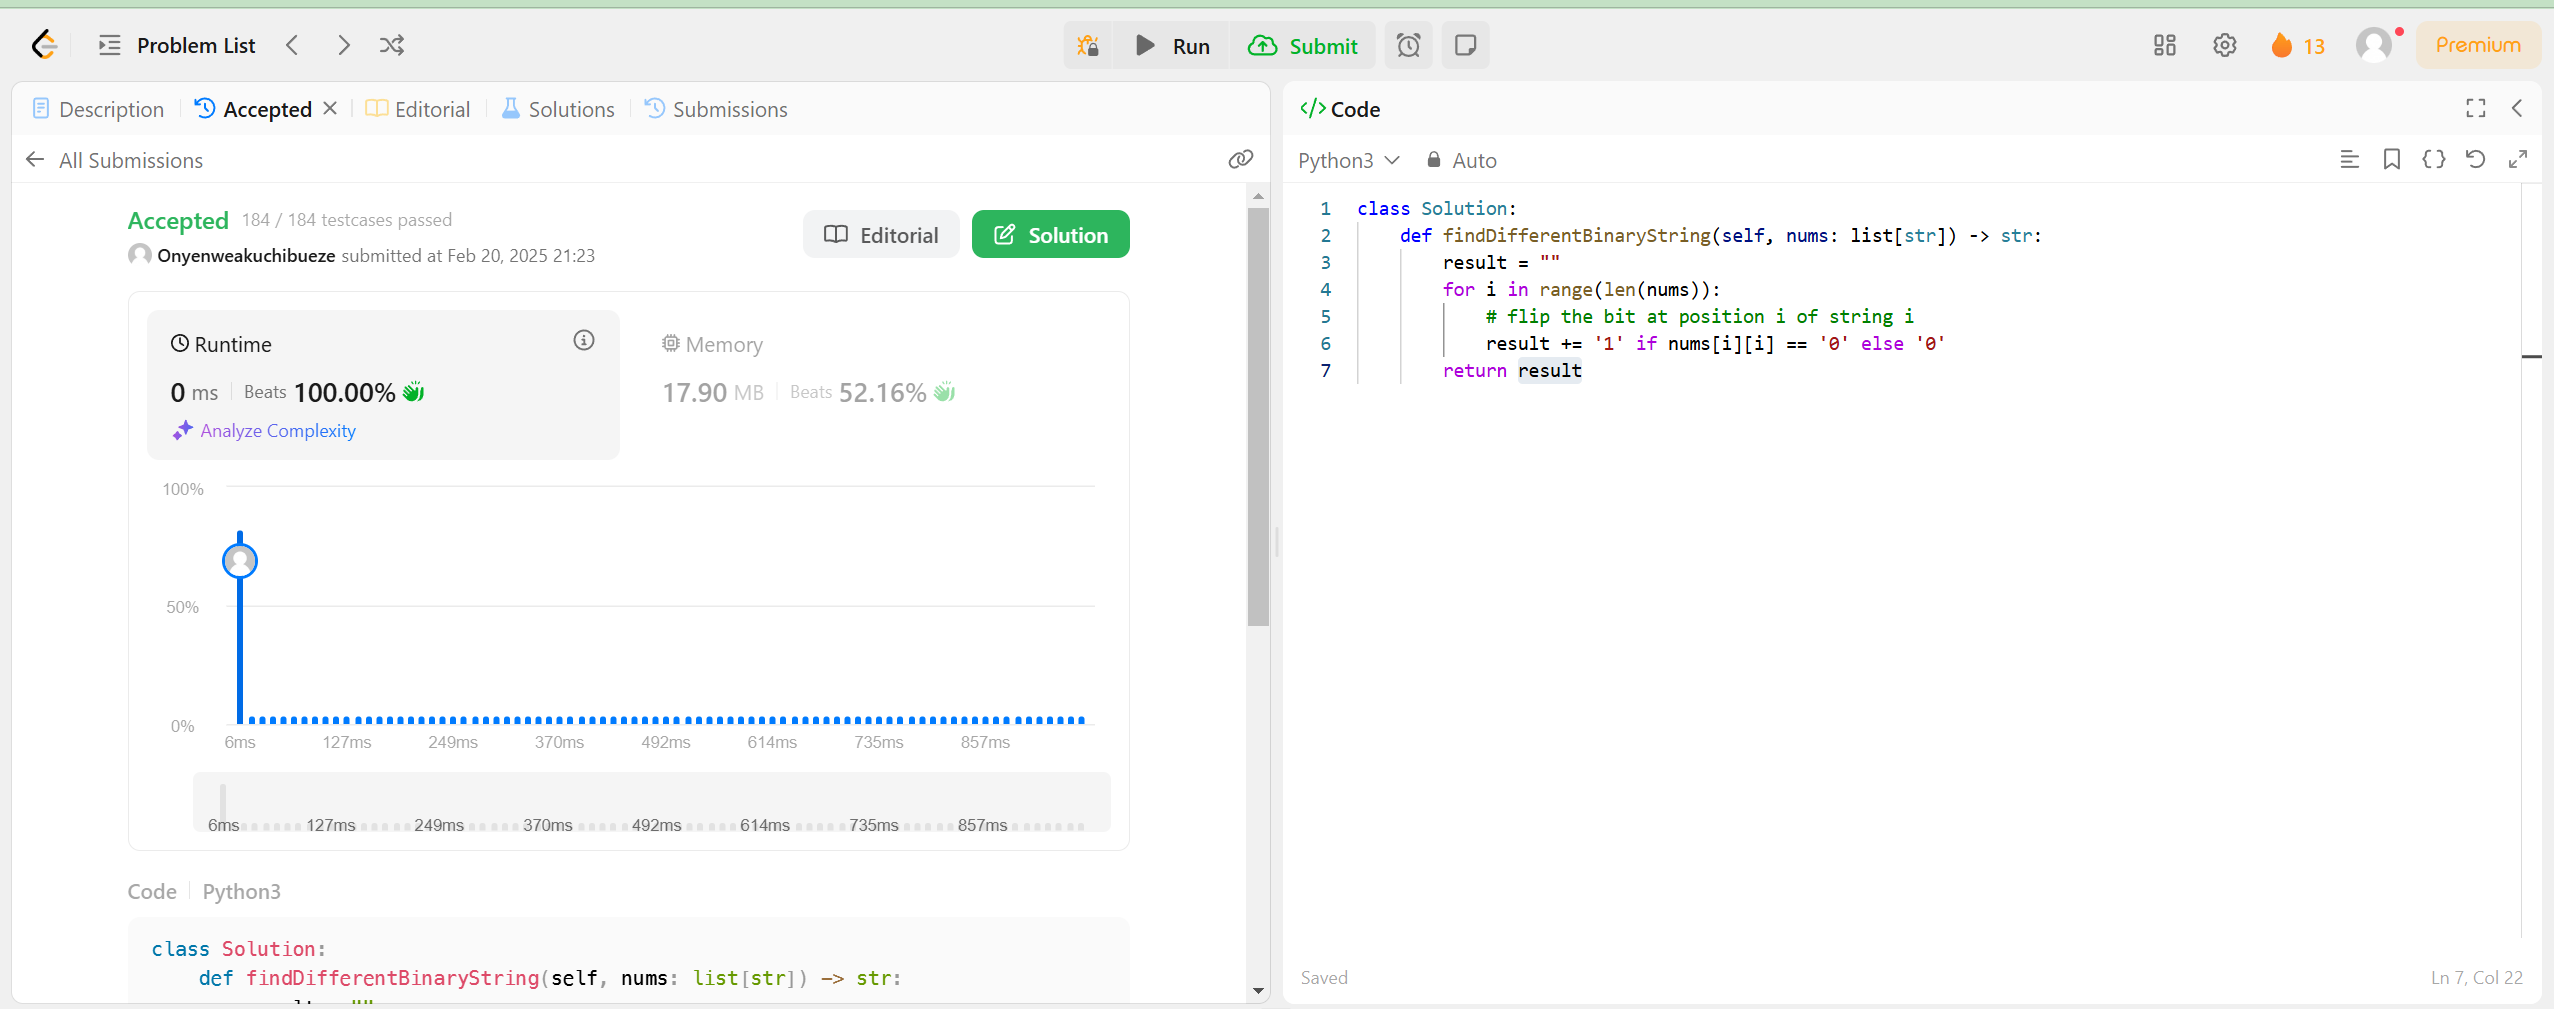 Problem List
Run
Submit
13
Premium
Description
Accepted
Editorial
Solutions
Submissions
All Submissions
Accepted 184 / 184 testcases passed
Onyenweakuchibueze submitted at Feb 20, 2025 21:23
Editorial
Solution
Runtime
0 ms Beats 100.00%
Analyze Complexity
Memory
17.90 MB Beats 52.16%
100%
50%
0%
6ms 127ms 249ms 370ms 492ms 614ms 735ms 857ms
6ms 127ms 249ms 370ms 492ms 614ms 735ms 857ms
Code Python3
class Solution:
    def findDifferentBinaryString(self, nums: list[str]) -> str:
Code
Python3 Auto
1 class Solution:
2     def findDifferentBinaryString(self, nums: list[str]) -> str:
3         result = ""
4         for i in range(len(nums)):
5             # flip the bit at position i of string i
6             result += '1' if nums[i][i] == '0' else '0'
7         return result
Saved
Ln 7, Col 22